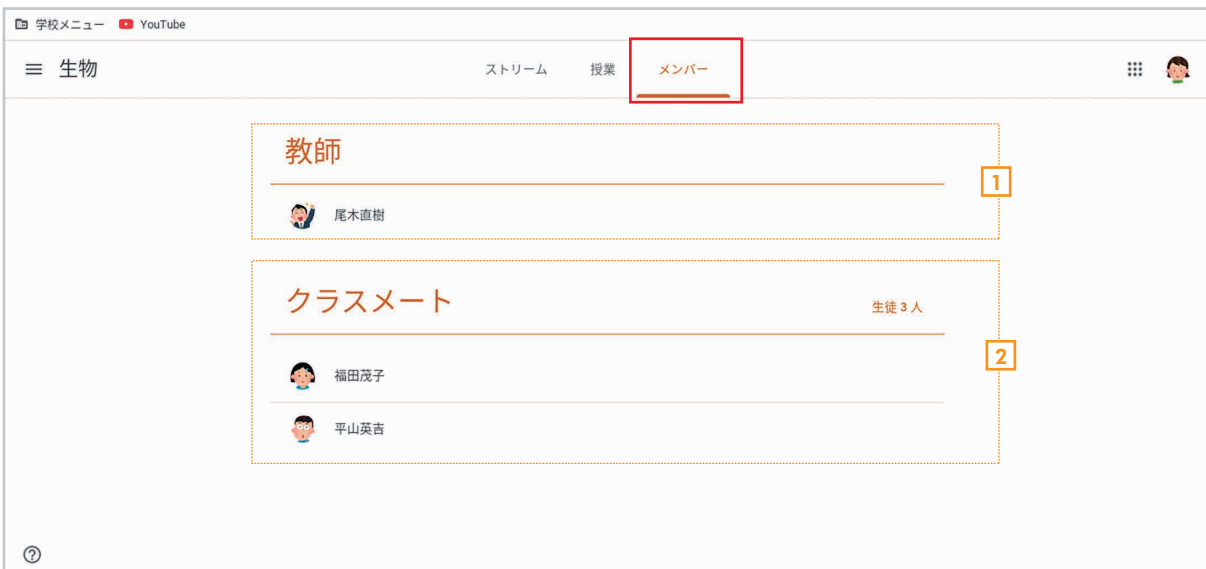 学校メニュー YouTube
生物 ストリーム 授業 メンバー
教師
1
尾木直樹
クラスメート 生徒 3 人
2
福田茂子
平山英吉